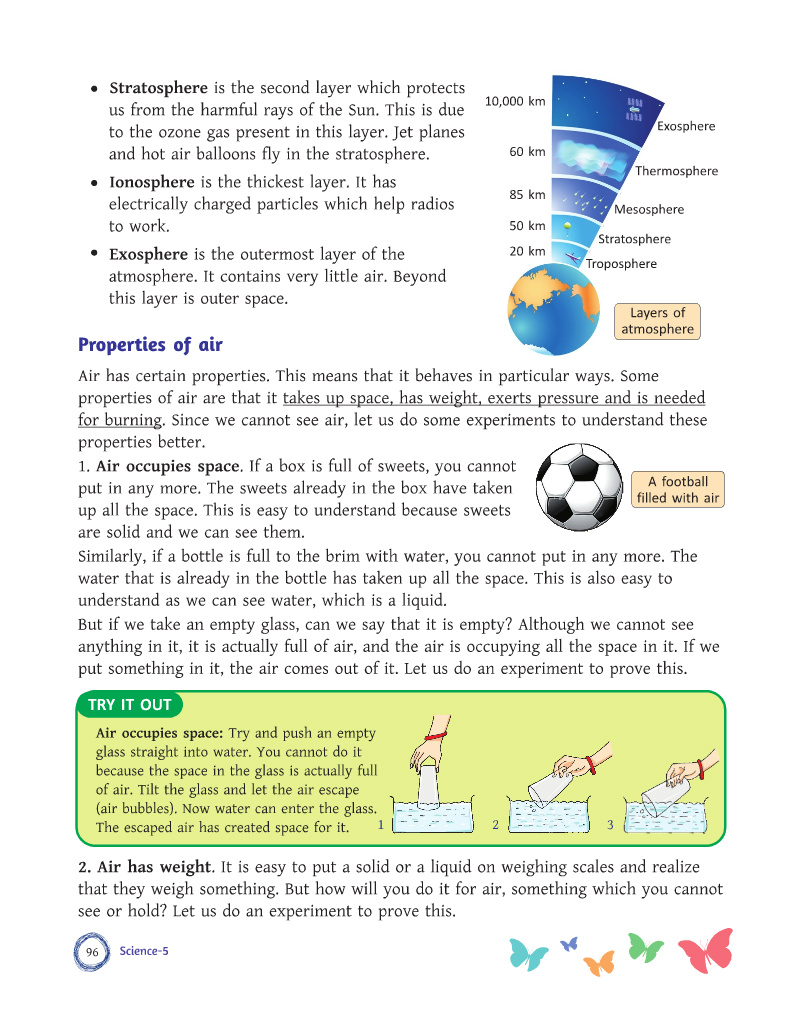 • Stratosphere is the second layer which protects
us from the harmful rays of the Sun. This is due
to the ozone gas present in this layer. Jet planes
and hot air balloons fly in the stratosphere.
• Ionosphere is the thickest layer. It has
electrically charged particles which help radios
to work.
• Exosphere is the outermost layer of the
atmosphere. It contains very little air. Beyond
this layer is outer space.
10,000 km
Exosphere
60 km
Thermosphere
85 km
Mesosphere
50 km
Stratosphere
20 km
Troposphere
Layers of
atmosphere
Properties of air
Air has certain properties. This means that it behaves in particular ways. Some
properties of air are that it takes up space, has weight, exerts pressure and is needed
for burning. Since we cannot see air, let us do some experiments to understand these
properties better.
1. Air occupies space. If a box is full of sweets, you cannot
put in any more. The sweets already in the box have taken
up all the space. This is easy to understand because sweets
are solid and we can see them.
A football
filled with air
Similarly, if a bottle is full to the brim with water, you cannot put in any more. The
water that is already in the bottle has taken up all the space. This is also easy to
understand as we can see water, which is a liquid.
But if we take an empty glass, can we say that it is empty? Although we cannot see
anything in it, it is actually full of air, and the air is occupying all the space in it. If we
put something in it, the air comes out of it. Let us do an experiment to prove this.
TRY IT OUT
Air occupies space: Try and push an empty
glass straight into water. You cannot do it
because the space in the glass is actually full
of air. Tilt the glass and let the air escape
(air bubbles). Now water can enter the glass.
The escaped air has created space for it.
1
2
3
2. Air has weight. It is easy to put a solid or a liquid on weighing scales and realize
that they weigh something. But how will you do it for air, something which you cannot
see or hold? Let us do an experiment to prove this.
96
Science-5